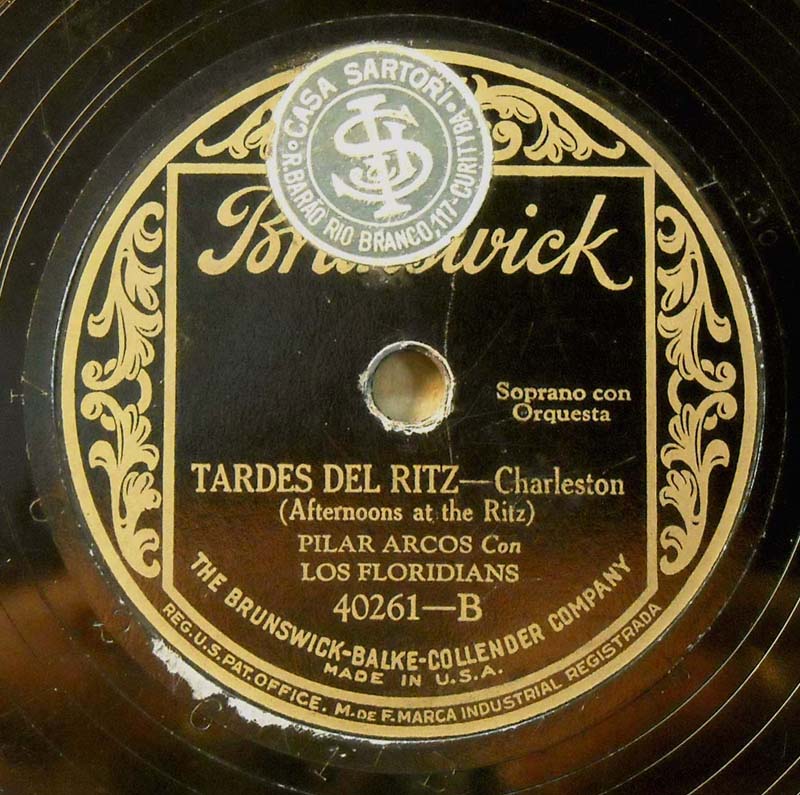 CASA SARTORI
R. BARÃO RIO BRANCO, 117 - CURITYBA
Brunswick
Soprano con
Orquesta
TARDES DEL RITZ—Charleston
(Afternoons at the Ritz)
PILAR ARCOS Con
LOS FLORIDIANS
40261—B
THE BRUNSWICK-BALKE-COLLENDER COMPANY
MADE IN U.S.A.
REG. U.S. PAT. OFFICE. M. DE F. MARCA INDUSTRIAL REGISTRADA